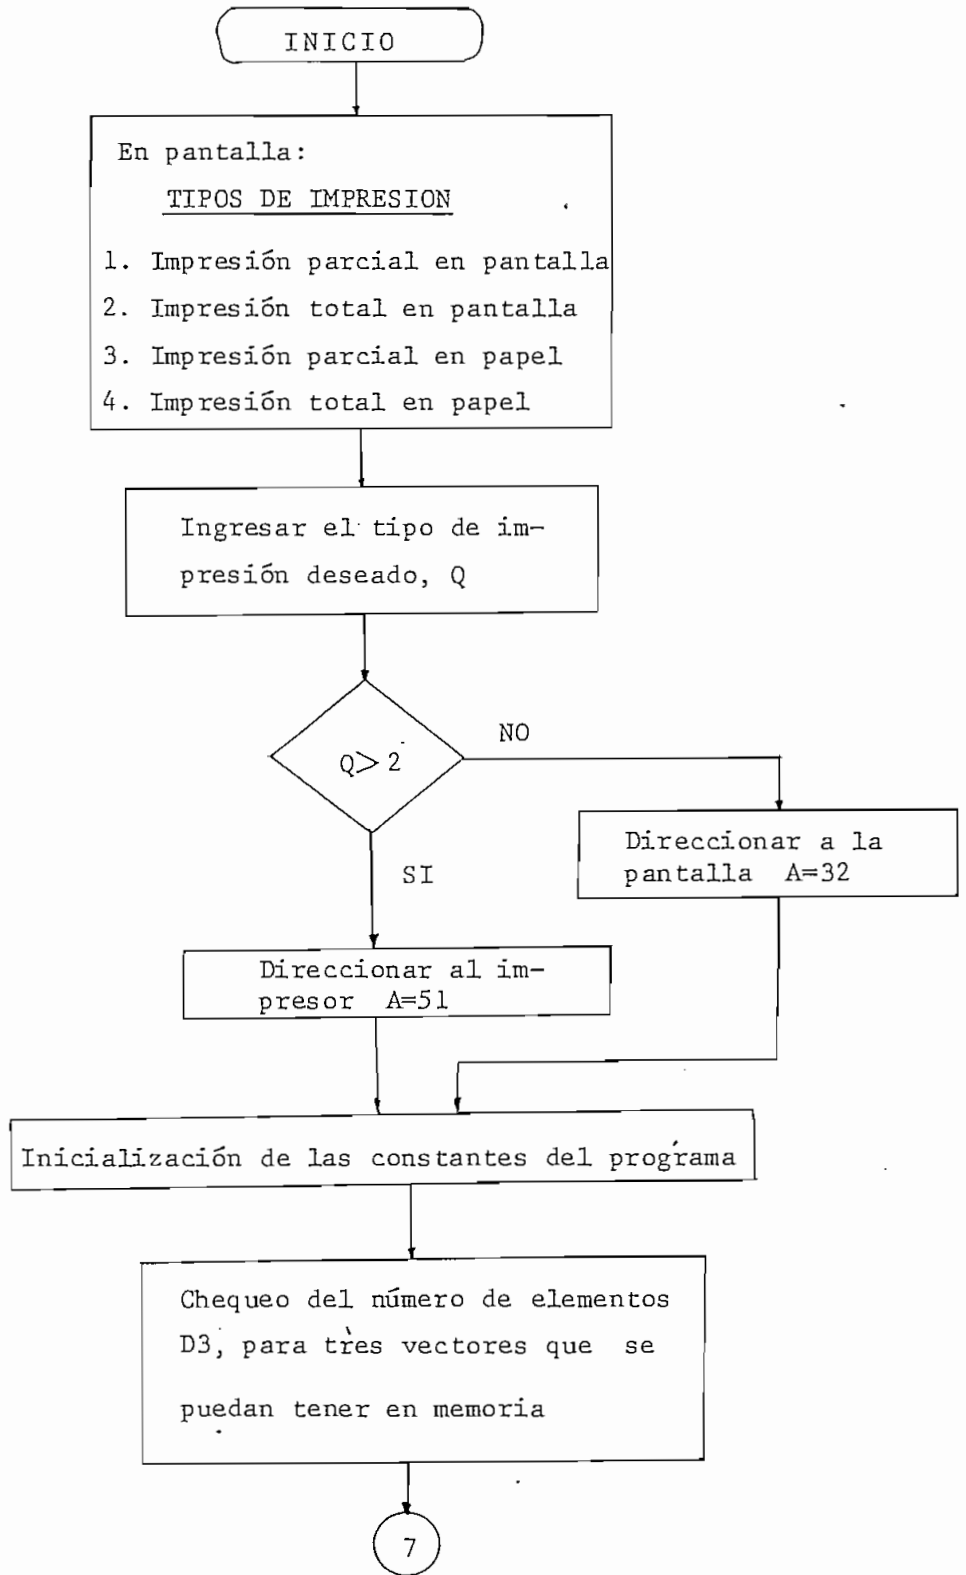 INICIO
En pantalla:
TIPOS DE IMPRESION
1. Impresión parcial en pantalla
2. Impresión total en pantalla
3. Impresión parcial en papel
4. Impresión total en papel
Ingresar el tipo de im-
presión deseado, Q
Q> 2
NO
SI
Direccionar a la
pantalla A=32
Direccionar al im-
presor A=51
Inicialización de las constantes del programa
Chequeo del número de elementos
D3, para tres vectores que se
puedan tener en memoria
7